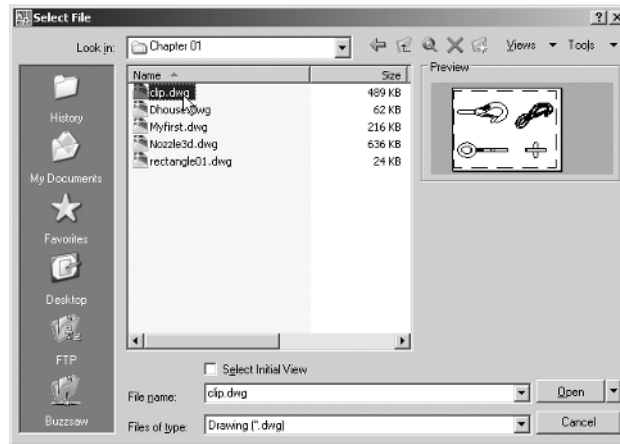 Select File
Look in:
Chapter 01
Views
Tools
History
My Documents
Favorites
Desktop
FTP
Buzzsaw
Name
Size
clip.dwg
489 KB
Dhouse.dwg
62 KB
Myfirst.dwg
216 KB
Nozzle3d.dwg
636 KB
rectangle01.dwg
24 KB
Preview
Select Initial View
File name:
clip.dwg
Open
Files of type:
Drawing (*.dwg)
Cancel